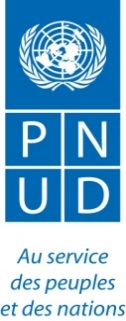 P N
U D
Au service
des peuples
et des nations